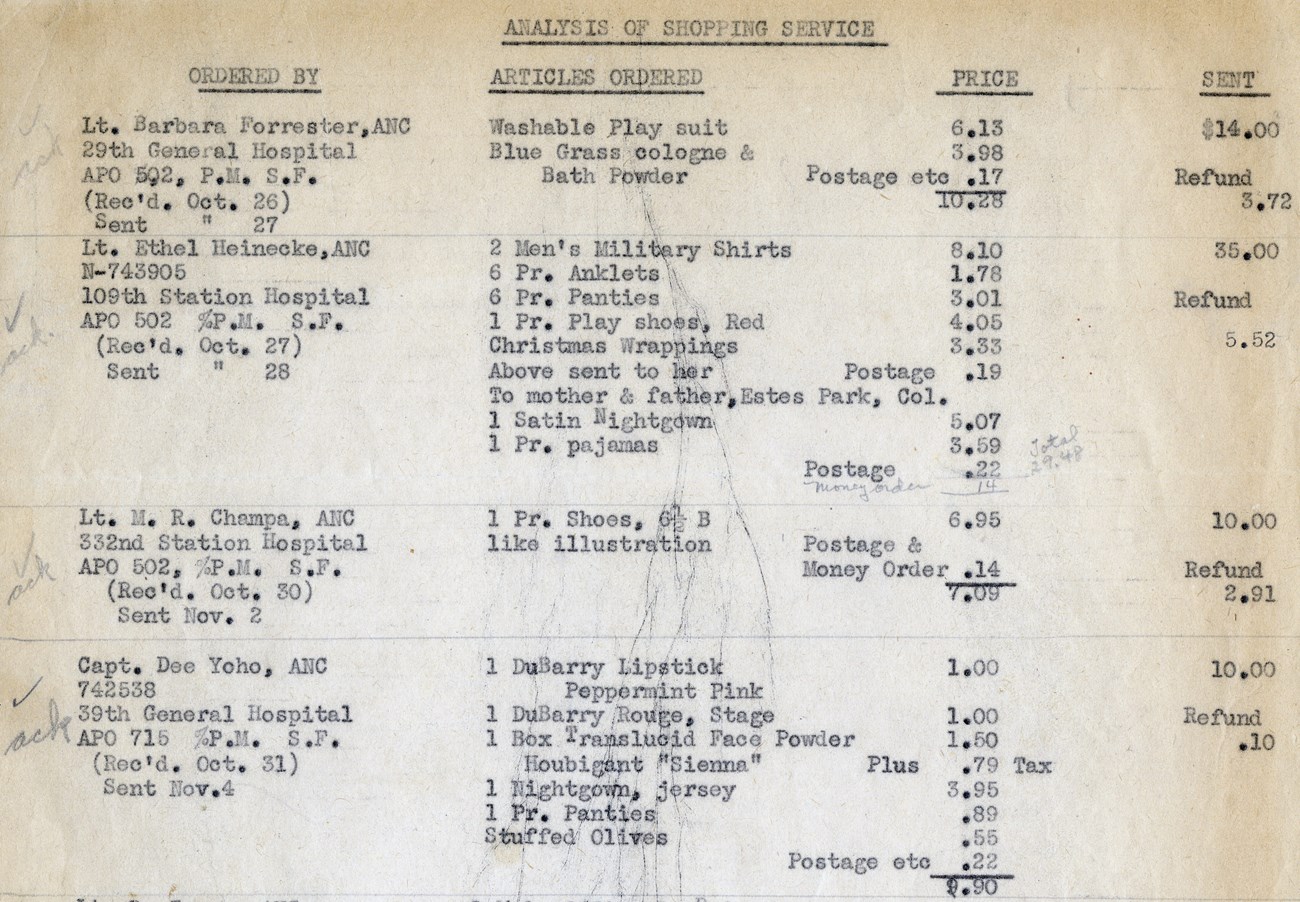 ANALYSIS OF SHOPPING SERVICE
ORDERED BY ARTICLES ORDERED PRICE SENT
Lt. Barbara Forrester,ANC Washable Play suit 6.13 $14.00
29th General Hospital Blue Grass cologne & 3.98
APO 502, P.M. S.F. Bath Powder Postage etc .17 Refund
(Rec'd. Oct. 26) 10.28 3.72
Sent " 27
Lt. Ethel Heinecke,ANC 2 Men's Military Shirts 8.10 35.00
N-743905 6 Pr. Anklets 1.78
109th Station Hospital 6 Pr. Panties 3.01 Refund
APO 502 %P.M. S.F. 1 Pr. Play shoes, Red 4.05
(Rec'd. Oct. 27) Christmas Wrappings 3.33 5.52
ack.
Sent " 28 Above sent to her Postage .19
To mother & father,Estes Park, Col.
1 Satin Nightgown 5.07
1 Pr. pajamas 3.59 Total
Postage .22 29.48
Money order 14
Lt. M. R. Champa, ANC 1 Pr. Shoes, 6½ B 6.95 10.00
332nd Station Hospital like illustration Postage &
ack APO 502, %P.M. S.F. Money Order .14 Refund
(Rec'd. Oct. 30) 7.09 2.91
Sent Nov. 2
Capt. Dee Yoho, ANC 1 DuBarry Lipstick 1.00 10.00
742538 Peppermint Pink
39th General Hospital 1 DuBarry Rouge, Stage 1.00 Refund
ack APO 715 %P.M. S.F. 1 Box Translucid Face Powder 1.50 .10
(Rec'd. Oct. 31) Houbigant "Sienna" Plus .79 Tax
Sent Nov.4 1 Nightgown, jersey 3.95
1 Pr. Panties .89
Stuffed Olives .55
Postage etc .22
9.90